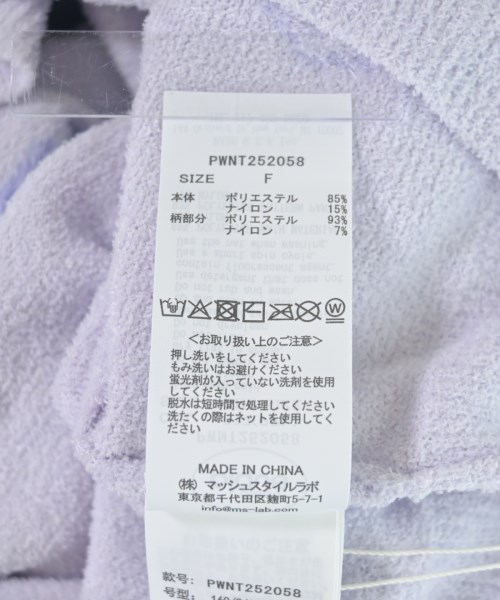 PWNT252058
SIZE F
本体 ポリエステル 85%
ナイロン 15%
柄部分 ポリエステル 93%
ナイロン 7%
＜お取り扱い上のご注意＞
押し洗いをしてください
もみ洗いはお避けください
蛍光剤が入っていない洗剤を使用
してください
脱水は短時間で処理してください
洗たくの際はネットを使用してく
ださい
MADE IN CHINA
(株) マッシュスタイルラボ
東京都千代田区麹町5-7-1
info@ms-lab.com
款号: PWNT252058
号型: